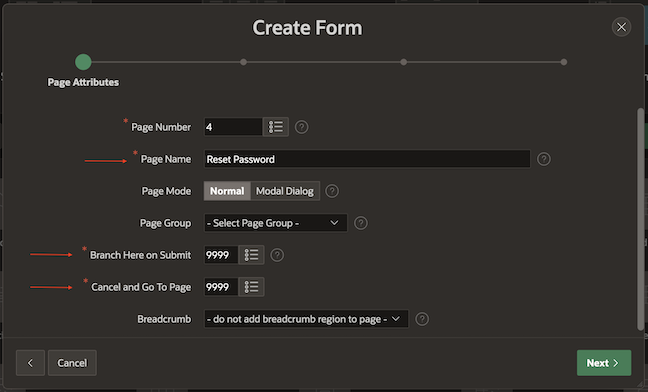 Create Form
Page Attributes
* Page Number 4
* Page Name Reset Password
Page Mode Normal Modal Dialog
Page Group - Select Page Group -
* Branch Here on Submit 9999
* Cancel and Go To Page 9999
Breadcrumb - do not add breadcrumb region to page -
Cancel Next